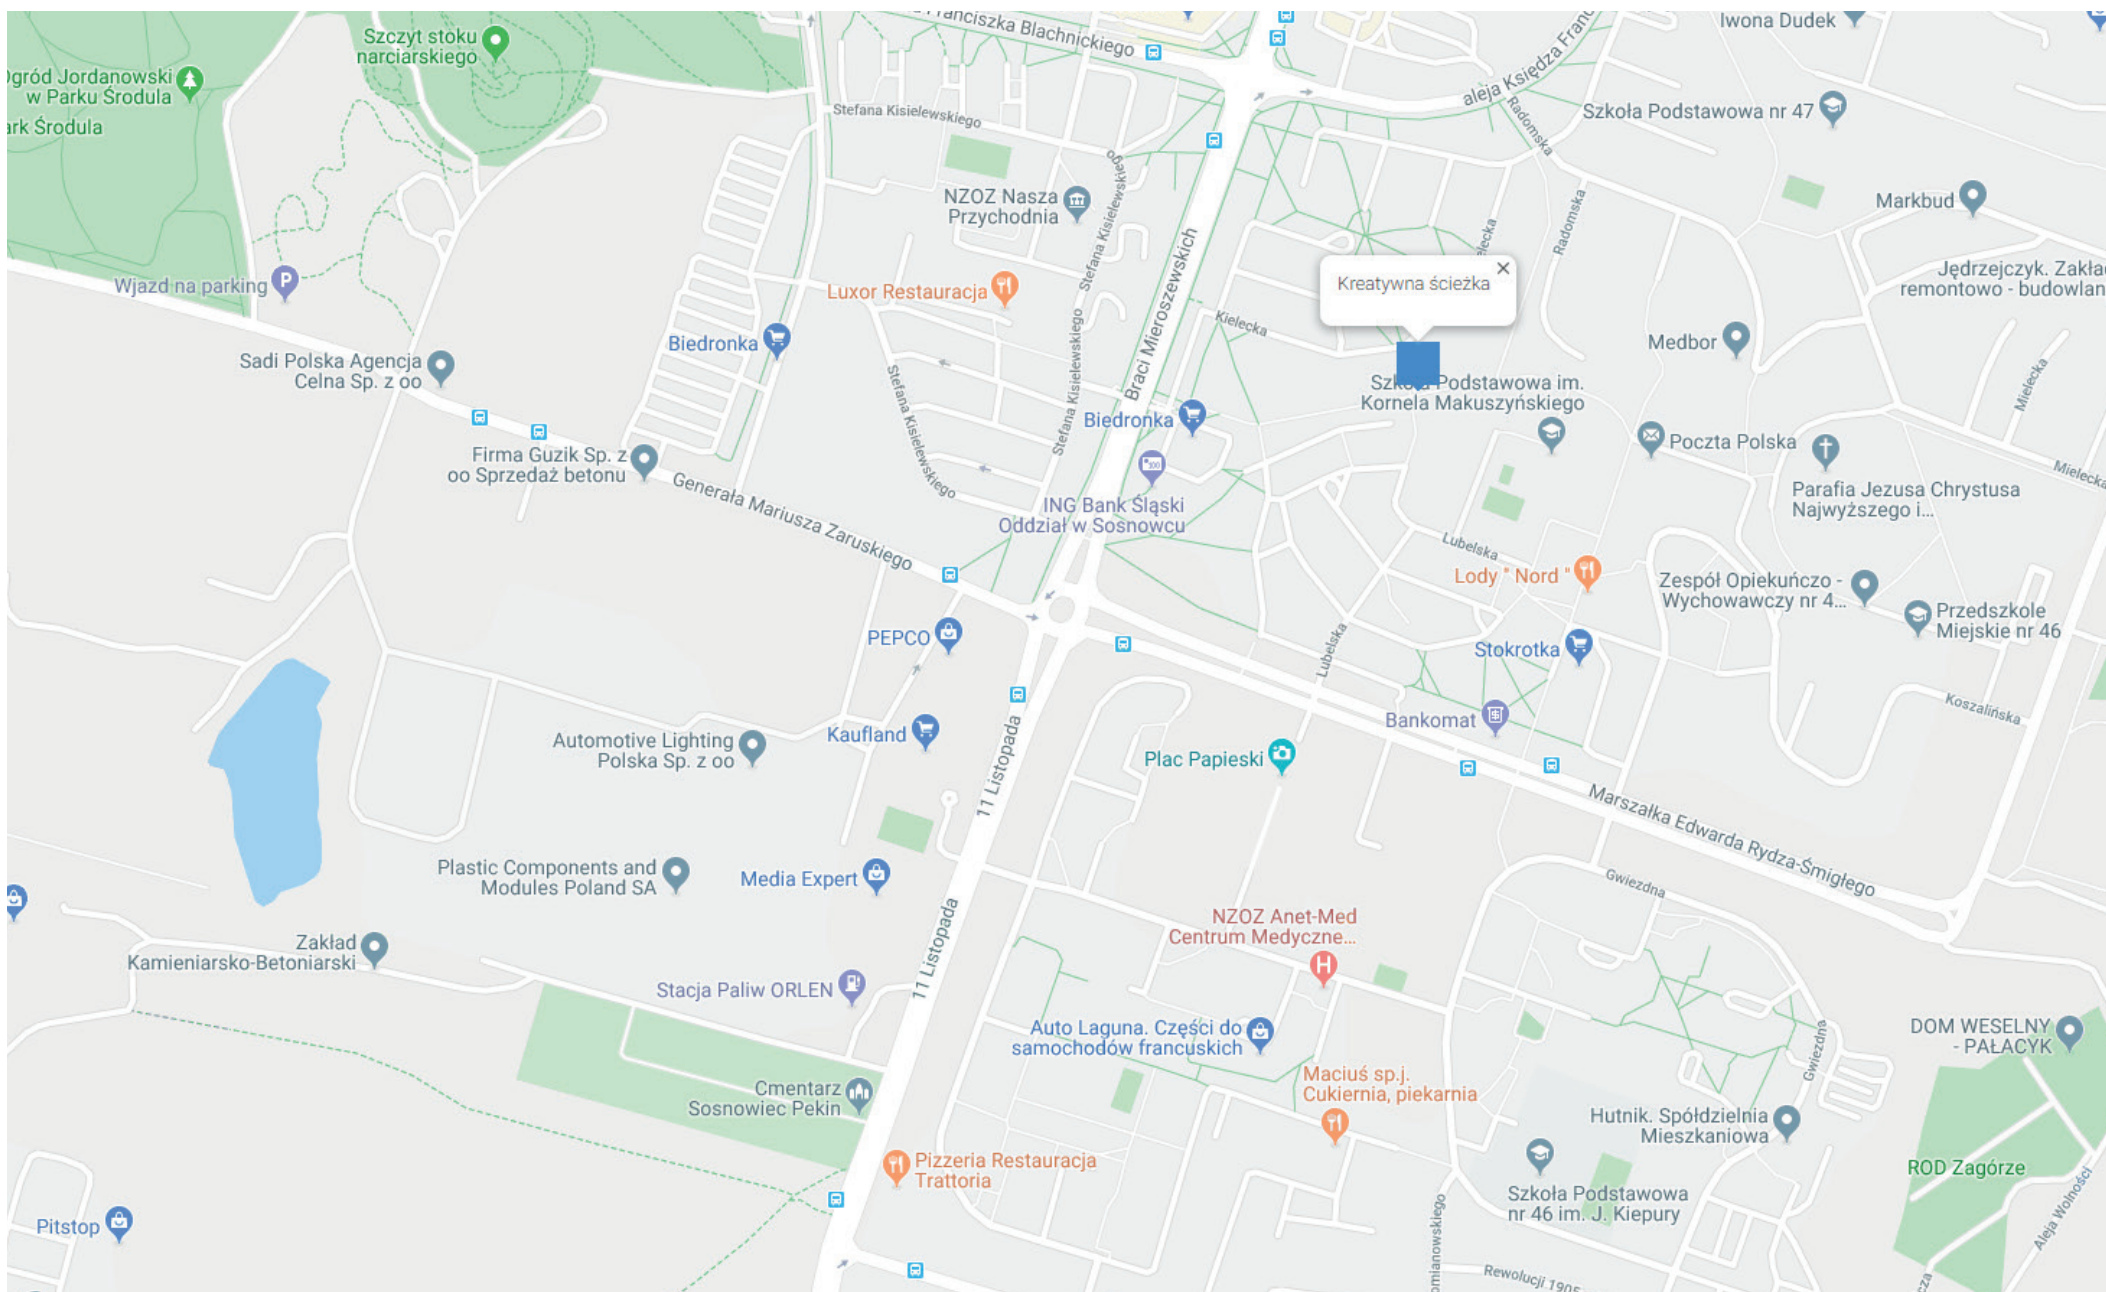 Franciszka Blachnickiego
Iwona Dudek
Szczyt stoku
narciarskiego
aleja Księdza Franc
Ogród Jordanowski
w Parku Środula
ark Środula
Stefana Kisielewskiego
Szkoła Podstawowa nr 47
Radomska
Stefana Kisielewskiego
NZOZ Nasza
Przychodnia
Markbud
Radomska
elecka
Braci Mieroszewskich
Kreatywna ścieżka
Jędrzejczyk. Zakła
remontowo - budowlan
Wjazd na parking
Luxor Restauracja
Kielecka
Biedronka
Medbor
Sadi Polska Agencja
Celna Sp. z oo
Stefana Kisielewskiego
Stefana Kisielewskiego
Szkoła Podstawowa im.
Kornela Makuszyńskiego
Mielecka
Biedronka
Poczta Polska
Firma Guzik Sp. z
oo Sprzedaż betonu
Mielecka
Generała Mariusza Zaruskiego
ING Bank Śląski
Oddział w Sosnowcu
Parafia Jezusa Chrystusa
Najwyższego i...
Lubelska
Lody " Nord "
Zespół Opiekuńczo -
Wychowawczy nr 4...
Przedszkole
Miejskie nr 46
PEPCO
Lubelska
Stokrotka
Koszalińska
Bankomat
Kaufland
Automotive Lighting
Polska Sp. z oo
Plac Papieski
11 Listopada
Marszałka Edwarda Rydza-Śmigłego
Plastic Components and
Modules Poland SA
Media Expert
Gwiezdna
NZOZ Anet-Med
Centrum Medyczne...
Zakład
Kamieniarsko-Betoniarski
11 Listopada
Stacja Paliw ORLEN
Auto Laguna. Części do
samochodów francuskich
Gwiezdna
DOM WESELNY
- PAŁACYK
Maciuś sp.j.
Cukiernia, piekarnia
Cmentarz
Sosnowiec Pekin
Hutnik. Spółdzielnia
Mieszkaniowa
Pizzeria Restauracja
Trattoria
ROD Zagórze
Szkoła Podstawowa
nr 46 im. J. Kiepury
Pitstop
Aleja Wolności
omianowskiego
Rewolucji 1905
cza